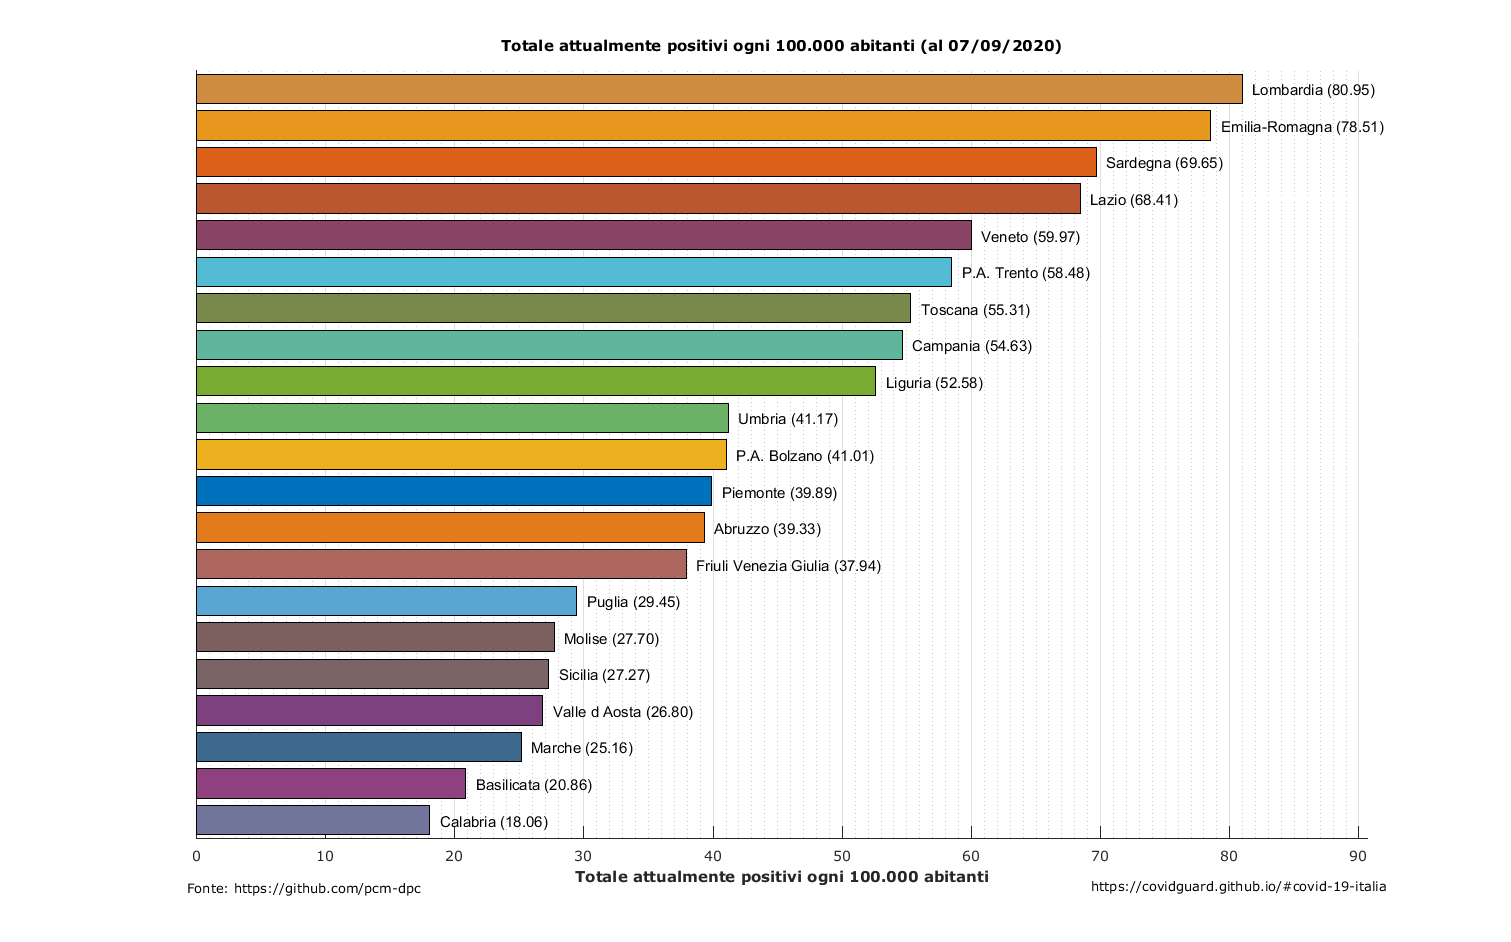 Totale attualmente positivi ogni 100.000 abitanti (al 07/09/2020)
Lombardia (80.95)
Emilia-Romagna (78.51)
Sardegna (69.65)
Lazio (68.41)
Veneto (59.97)
P.A. Trento (58.48)
Toscana (55.31)
Campania (54.63)
Liguria (52.58)
Umbria (41.17)
P.A. Bolzano (41.01)
Piemonte (39.89)
Abruzzo (39.33)
Friuli Venezia Giulia (37.94)
Puglia (29.45)
Molise (27.70)
Sicilia (27.27)
Valle d Aosta (26.80)
Marche (25.16)
Basilicata (20.86)
Calabria (18.06)
0 10 20 30 40 50 60 70 80 90
Totale attualmente positivi ogni 100.000 abitanti
Fonte: https://github.com/pcm-dpc
https://covidguard.github.io/#covid-19-italia